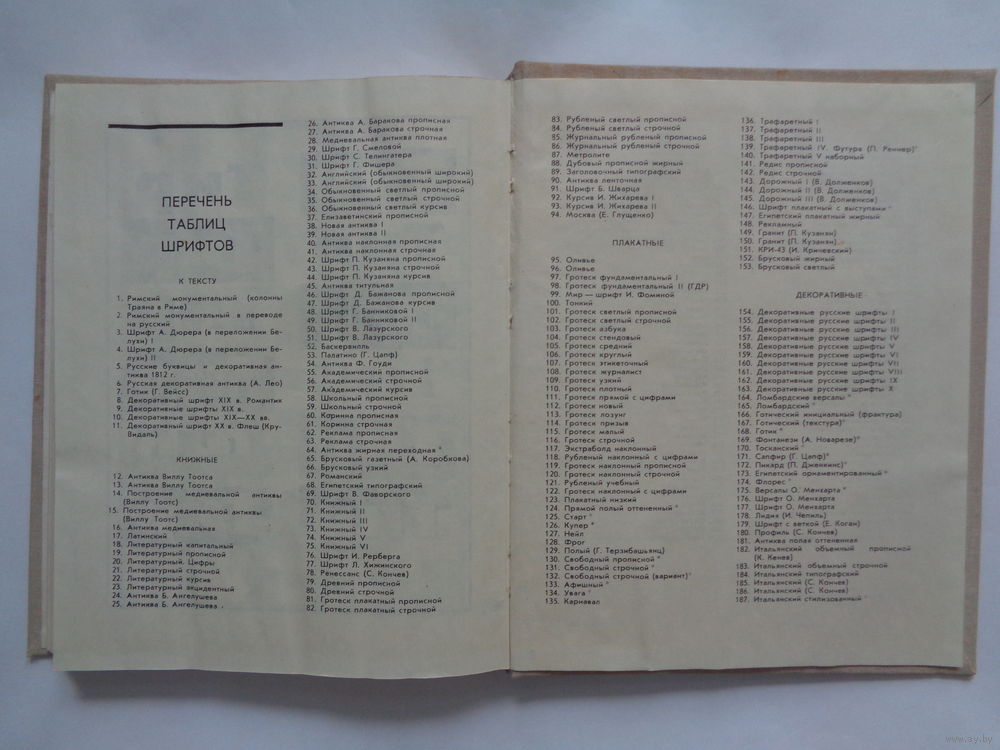 ПЕРЕЧЕНЬ
ТАБЛИЦ
ШРИФТОВ
К ТЕКСТУ
1. Римский монументальный (колонны
Траяна в Риме)
2. Римский монументальный в переводе
на русский
3. Шрифт А. Дюрера (в переложении Бе-
лухи) I
4. Шрифт А. Дюрера (в переложении Бе-
лухи) II
5. Русские буквицы и декоративная ан-
тиква 1812 г.
6. Русская декоративная антиква (А. Лео)
7. Готик (Г. Вейсс)
8. Декоративный шрифт XIX в. Романтик
9. Декоративные шрифты XIX в.
10. Декоративные шрифты XIX—XX вв.
11. Декоративный шрифт XX в. Флеш (Кру-
Видаль)
КНИЖНЫЕ
12. Антиква Виллу Тоотса
13. Антиква Виллу Тоотса
14. Построение медиевальной антиквы
(Виллу Тоотс)
15. Построение медиевальной антиквы
(Виллу Тоотс)
16. Антиква медиевальная
17. Латинский
18. Литературный капитальный
19. Литературный прописной
20. Литературный. Цифры
21. Литературный строчной
22. Литературный курсив
23. Литературный акцидентный
24. Антиква Б. Ангелушева
25. Антиква Б. Ангелушева
26. Антиква А. Баракова прописная
27. Антиква А. Баракова строчная
28. Медиевальная антиква плотная
29. Шрифт Г. Смеловой
30. Шрифт С. Телингатера
31. Шрифт Г. Фишера
32. Английский (обыкновенный широкий)
33. Английский (обыкновенный широкий)
34. Обыкновенный светлый прописной
35. Обыкновенный светлый строчной
36. Обыкновенный светлый курсив
37. Елизаветинский прописной
38. Новая антиква I
39. Новая антиква II
40. Антиква наклонная прописная
41. Антиква наклонная строчная
42. Шрифт П. Кузаняна прописной
43. Шрифт П. Кузаняна строчной
44. Шрифт П. Кузаняна курсив
45. Антиква титульная
46. Шрифт Д. Бажанова прописной
47. Шрифт Д. Бажанова курсив
48. Шрифт Г. Банниковой I
49. Шрифт Г. Банниковой II
50. Шрифт В. Лазурского
51. Шрифт В. Лазурского
52. Баскервиль
53. Палатино (Г. Цапф)
54. Антиква Ф. Гоуди
55. Академический прописной
56. Академический строчной
57. Академический курсив
58. Школьный прописной
59. Школьный строчной
60. Коринна прописная
61. Коринна строчная
62. Реклама прописная
63. Реклама строчная
64. Антиква жирная переходная *
65. Брусковый газетный (А. Коробкова)
66. Брусковый узкий
67. Романский
68. Египетский типографский
69. Шрифт В. Фаворского
70. Книжный I
71. Книжный II
72. Книжный III
73. Книжный IV
74. Книжный V
75. Книжный VI
76. Шрифт И. Рерберга
77. Шрифт Л. Хижинского
78. Ренессанс (С. Кончев)
79. Древний прописной
80. Древний строчной
81. Гротеск плакатный прописной
82. Гротеск плакатный строчной
83. Рубленый светлый прописной
84. Рубленый светлый строчной
85. Журнальный рубленый прописной
86. Журнальный рубленый строчной
87. Метролите
88. Дубовый прописной жирный
89. Заголовочный типографский
90. Антиква ленточная
91. Шрифт Б. Шварца
92. Курсив И. Жихарева I
93. Курсив И. Жихарева II
94. Москва (Е. Глущенко)
ПЛАКАТНЫЕ
95. Оливье
96. Оливье
97. Гротеск фундаментальный I
98. Гротеск фундаментальный II (ГДР)
99. Мир — шрифт И. Фоминой
100. Тонкий
101. Гротеск светлый прописной
102. Гротеск светлый строчной
103. Гротеск азбука
104. Гротеск стендовый
105. Гротеск средний
106. Гротеск круглый
107. Гротеск этикеточный
108. Гротеск журналист
109. Гротеск узкий
110. Гротеск плотный
111. Гротеск прямой с цифрами
112. Гротеск новый
113. Гротеск лозунг
114. Гротеск призыв
115. Гротеск малый
116. Гротеск строчной
117. Экстраболд наклонный
118. Рубленый наклонный с цифрами
119. Гротеск наклонный прописной
120. Гротеск наклонный строчной
121. Рубленый учебный
122. Гротеск наклонный с цифрами
123. Плакатный низкий
124. Прямой полый оттененный *
125. Старт *
126. Купер *
127. Нейл
128. Фрог
129. Полый (Г. Терзибашьянц)
130. Свободный прописной *
131. Свободный строчной *
132. Свободный строчной (вариант) *
133. Афишный *
134. Увага *
135. Карнавал
136. Трафаретный I
137. Трафаретный II
138. Трафаретный III
139. Трафаретный IV. Футура (П. Реннер) *
140. Трафаретный V наборный
141. Редис прописной
142. Редис строчной
143. Дорожный I (В. Долженков)
144. Дорожный II (В. Долженков)
145. Дорожный III (В. Долженков)
146. Шрифт плакатный с выступами *
147. Египетский плакатный жирный
148. Рекламный
149. Гранит (П. Кузанян)
150. Гранит (П. Кузанян)
151. КРИ-43 (И. Кричевский)
152. Брусковый жирный
153. Брусковый светлый
ДЕКОРАТИВНЫЕ
154. Декоративные русские шрифты I
155. Декоративные русские шрифты II
156. Декоративные русские шрифты III
157. Декоративные русские шрифты IV
158. Декоративные русские шрифты V
159. Декоративные русские шрифты VI
160. Декоративные русские шрифты VII
161. Декоративные русские шрифты VIII
162. Декоративные русские шрифты IX
163. Декоративные русские шрифты X
164. Ломбардские версалы *
165. Ломбардский *
166. Готический инициальный (фрактура)
167. Готический (текстура) *
168. Готик *
169. Фонтанези (А. Новарезе) *
170. Тосканский *
171. Сапфир (Г. Цапф) *
172. Пикард (П. Дженкинс) *
173. Египетский орнаментированный *
174. Флорес *
175. Версалы О. Менхарта *
176. Шрифт О. Менхарта
177. Шрифт О. Менхарта
178. Лидия (И. Чепиль)
179. Шрифт с веткой (Е. Коган)
180. Профиль (С. Кончев)
181. Антиква полая оттененная
182. Итальянский объемный прописной
(К. Кенев)
183. Итальянский объемный строчной
184. Итальянский типографский
185. Итальянский (С. Кончев)
186. Итальянский (С. Кончев)
187. Итальянский стилизованный *
www.ay.by